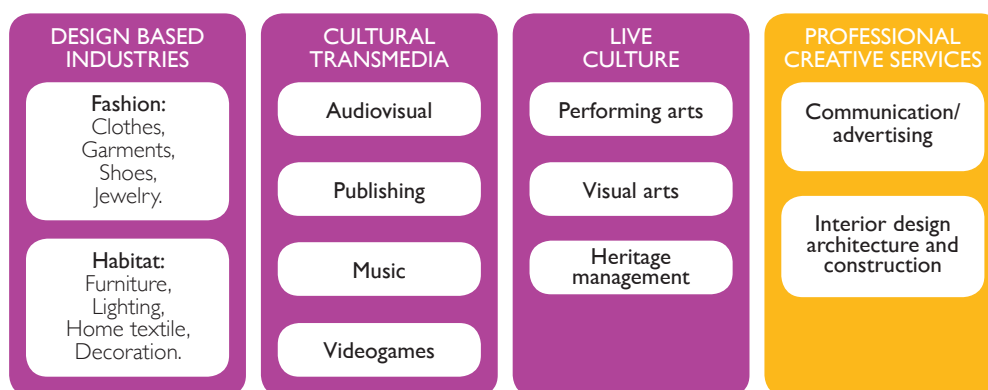 DESIGN BASED
INDUSTRIES
Fashion:
Clothes,
Garments,
Shoes,
Jewelry.
Habitat:
Furniture,
Lighting,
Home textile,
Decoration.
CULTURAL
TRANSMEDIA
Audiovisual
Publishing
Music
Videogames
LIVE
CULTURE
Performing arts
Visual arts
Heritage
management
PROFESSIONAL
CREATIVE SERVICES
Communication/
advertising
Interior design
architecture and
construction